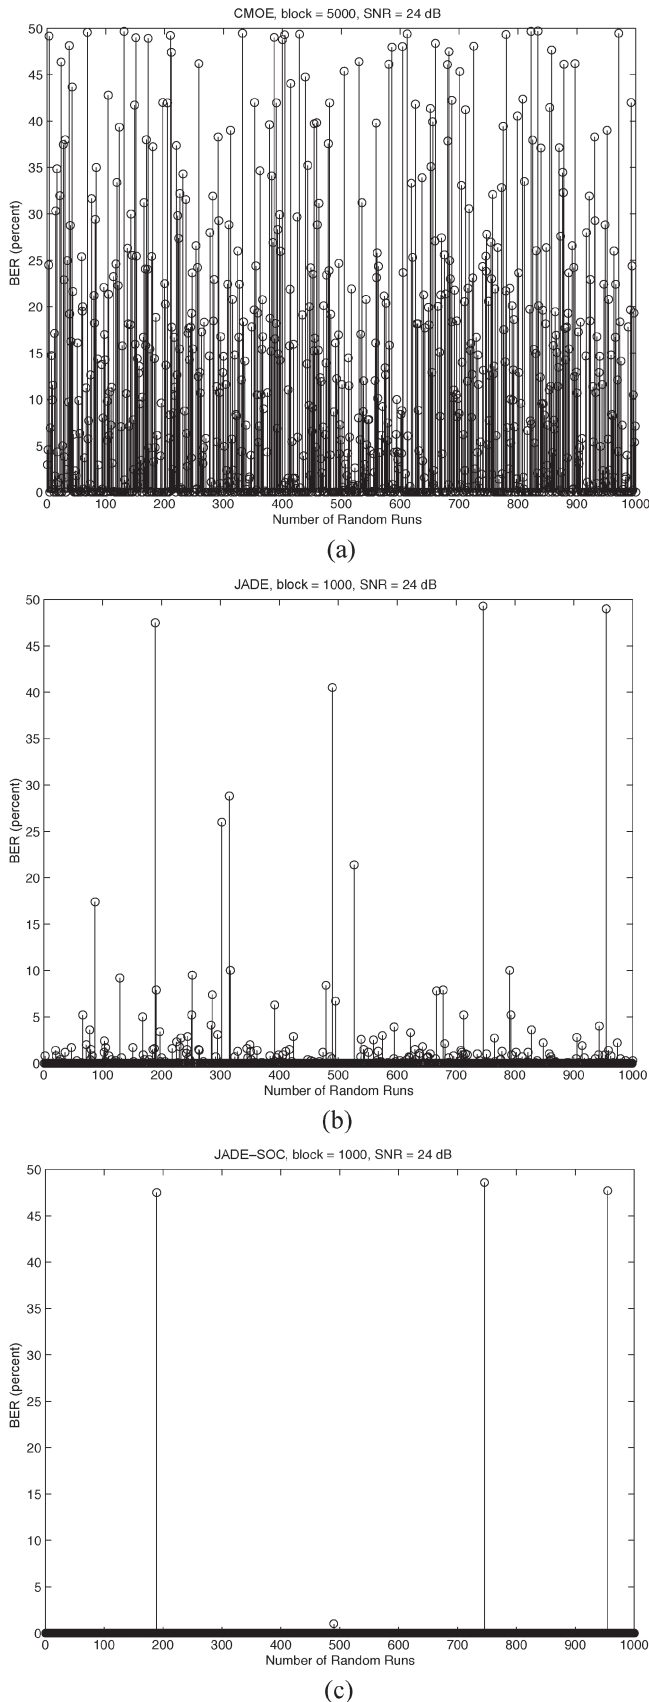 CMOE, block = 5000, SNR = 24 dB
50
45
40
35
30
25
20
15
10
5
0
BER (percent)
0 100 200 300 400 500 600 700 800 900 1000
Number of Random Runs
(a)
JADE, block = 1000, SNR = 24 dB
50
45
40
35
30
25
20
15
10
5
0
BER (percent)
0 100 200 300 400 500 600 700 800 900 1000
Number of Random Runs
(b)
JADE–SOC, block = 1000, SNR = 24 dB
50
45
40
35
30
25
20
15
10
5
0
BER (percent)
0 100 200 300 400 500 600 700 800 900 1000
Number of Random Runs
(c)